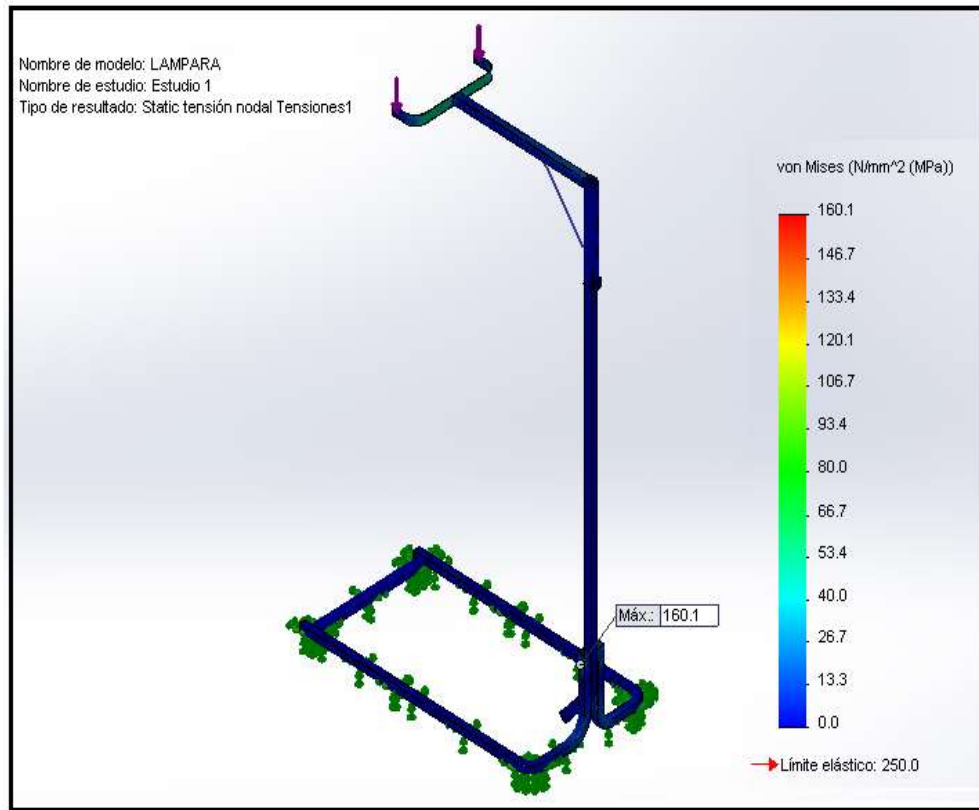 Nombre de modelo: LAMPARA
Nombre de estudio: Estudio 1
Tipo de resultado: Static tensión nodal Tensiones1
von Mises (N/mm^2 (MPa))
160.1
146.7
133.4
120.1
106.7
93.4
80.0
66.7
53.4
40.0
26.7
13.3
0.0
Máx.: 160.1
Límite elástico: 250.0